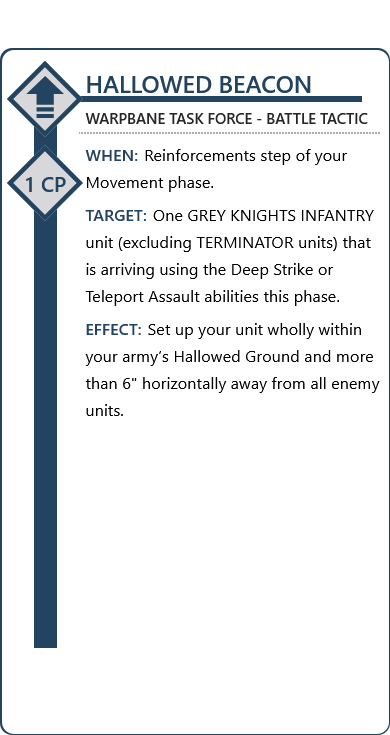 HALLOWED BEACON
WARPBANE TASK FORCE - BATTLE TACTIC
WHEN: Reinforcements step of your
1 CP
Movement phase.
TARGET: One GREY KNIGHTS INFANTRY
unit (excluding TERMINATOR units) that
is arriving using the Deep Strike or
Teleport Assault abilities this phase.
EFFECT: Set up your unit wholly within
your army’s Hallowed Ground and more
than 6" horizontally away from all enemy
units.